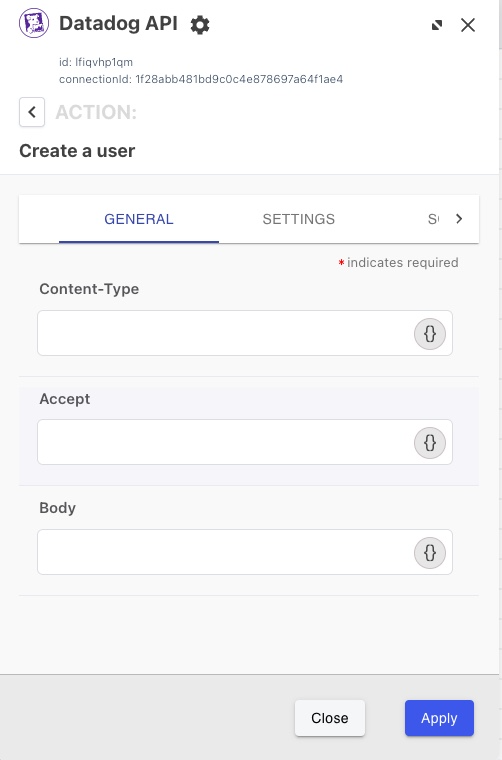 Datadog API
id: lfiqvhp1qm
connectionId: 1f28abb481bd9c0c4e878697a64f1ae4
ACTION:
Create a user
GENERAL SETTINGS
* indicates required
Content-Type
{}
Accept
{}
Body
{}
Close Apply